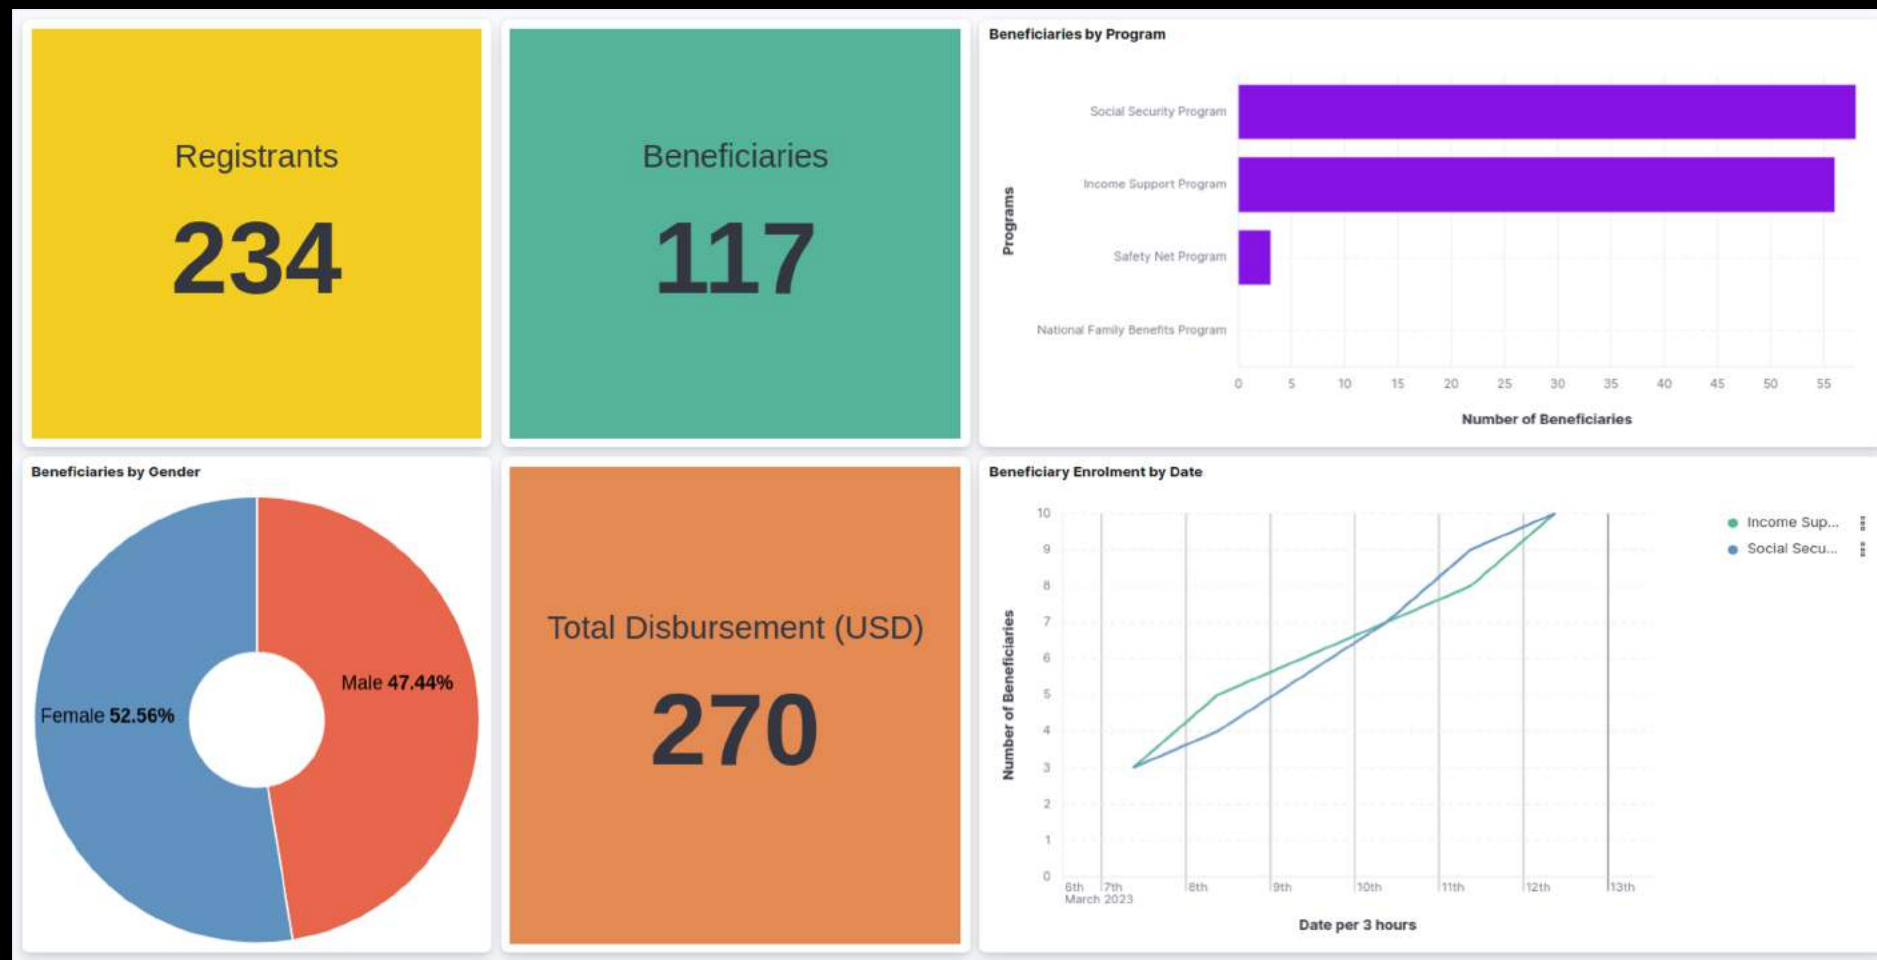 Registrants
234
Beneficiaries
117
Beneficiaries by Program
Programs
Social Security Program
Income Support Program
Safety Net Program
National Family Benefits Program
0 5 10 15 20 25 30 35 40 45 50 55
Number of Beneficiaries
Beneficiaries by Gender
Male 47.44%
Female 52.56%
Total Disbursement (USD)
270
Beneficiary Enrolment by Date
Number of Beneficiaries
10
9
8
7
6
5
4
3
2
1
0
6th 7th 8th 9th 10th 11th 12th 13th
March 2023
Date per 3 hours
Income Sup...
Social Secu...